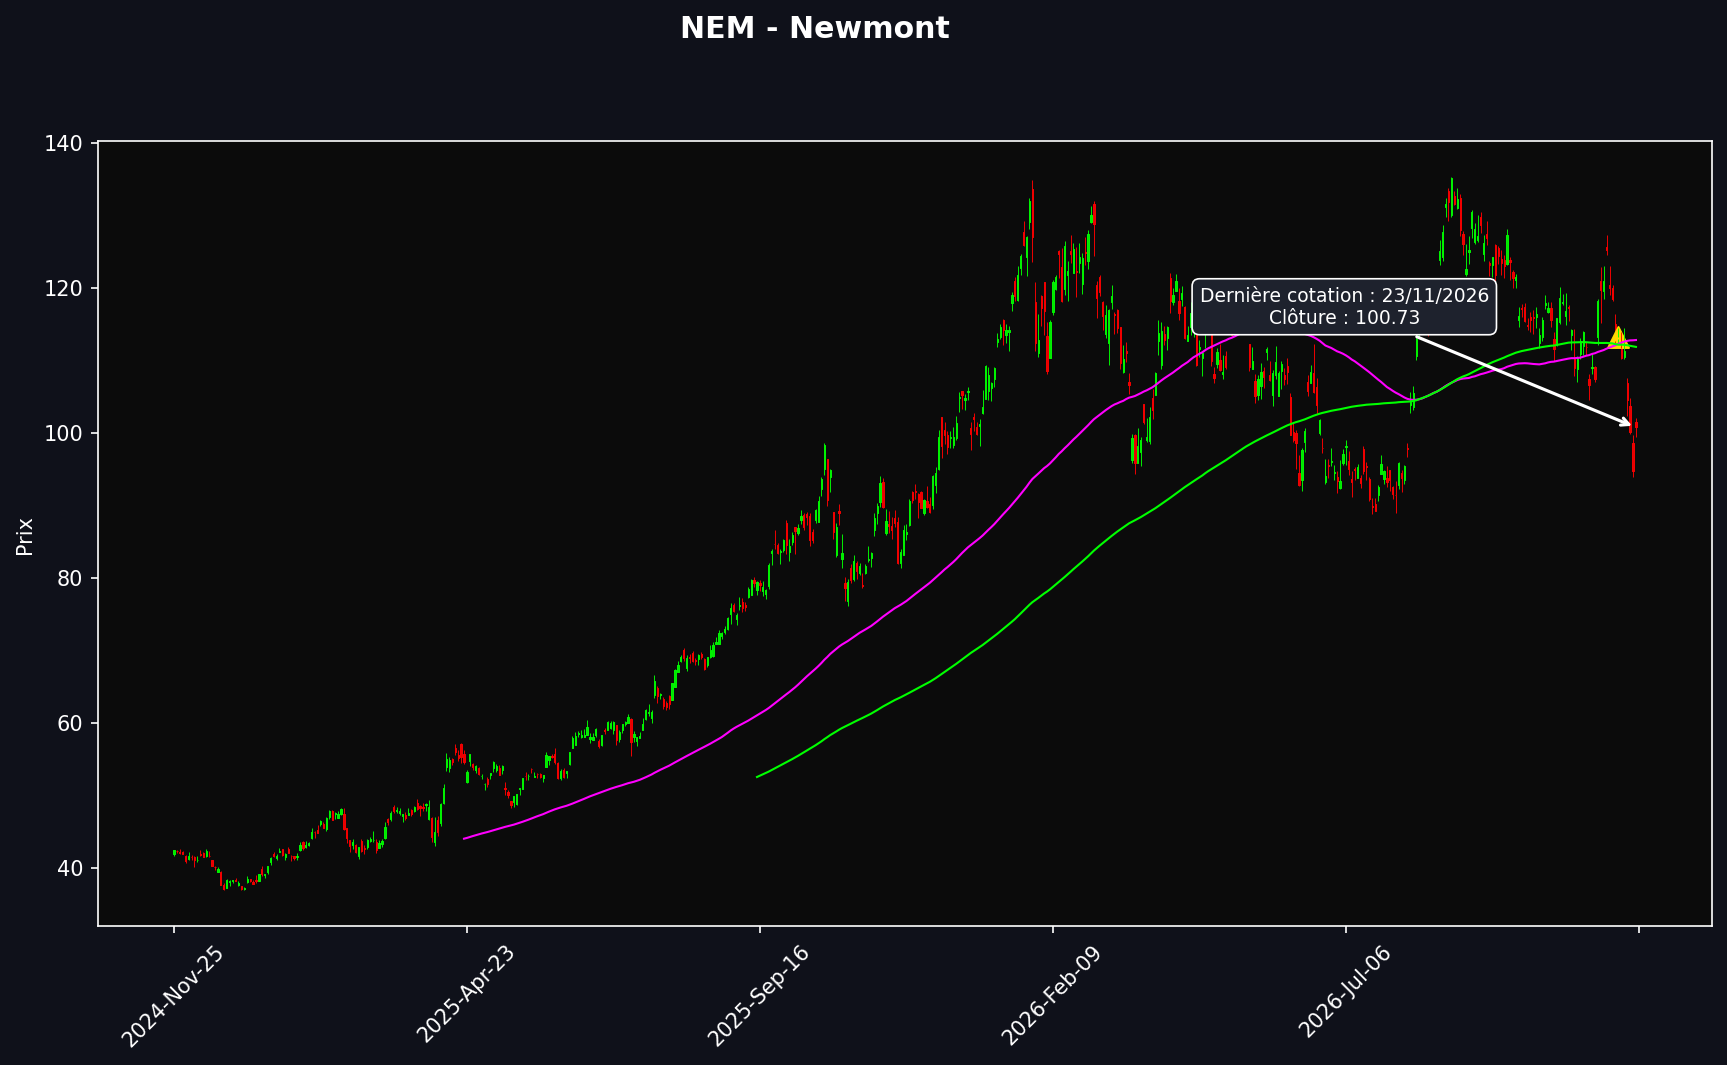 NEM - Newmont
140
120
100
80
60
40
Prix
Dernière cotation : 23/11/2026
Clôture : 100.73
2024-Nov-25
2025-Apr-23
2025-Sep-16
2026-Feb-09
2026-Jul-06